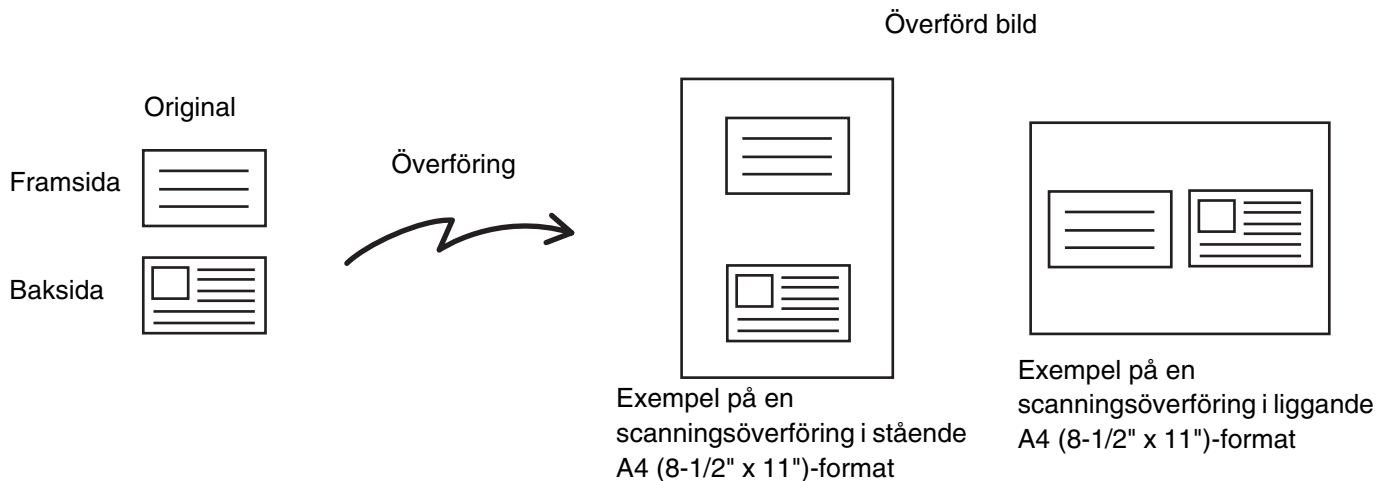 Överförd bild
Original
Framsida
Överföring
Baksida
Exempel på en
scanningsöverföring i stående
A4 (8-1/2" x 11")-format
Exempel på en
scanningsöverföring i liggande
A4 (8-1/2" x 11")-format